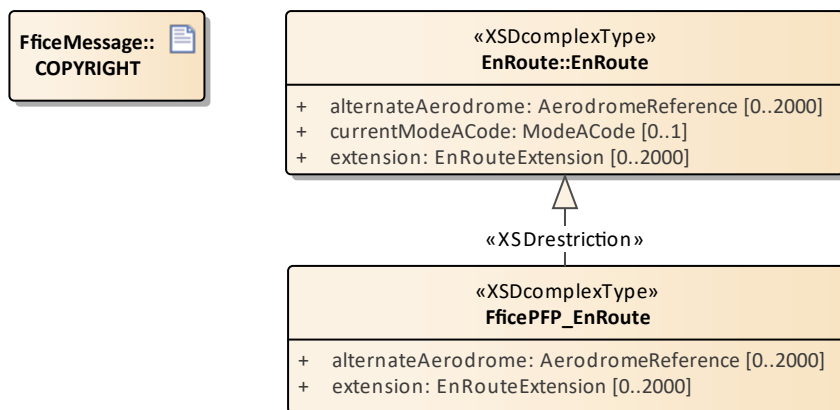 FficeMessage::
COPYRIGHT
«XSDcomplexType»
EnRoute::EnRoute
+ alternateAerodrome: AerodromeReference [0..2000]
+ currentModeACode: ModeACode [0..1]
+ extension: EnRouteExtension [0..2000]
«XSDrestriction»
«XSDcomplexType»
FficePFP_EnRoute
+ alternateAerodrome: AerodromeReference [0..2000]
+ extension: EnRouteExtension [0..2000]